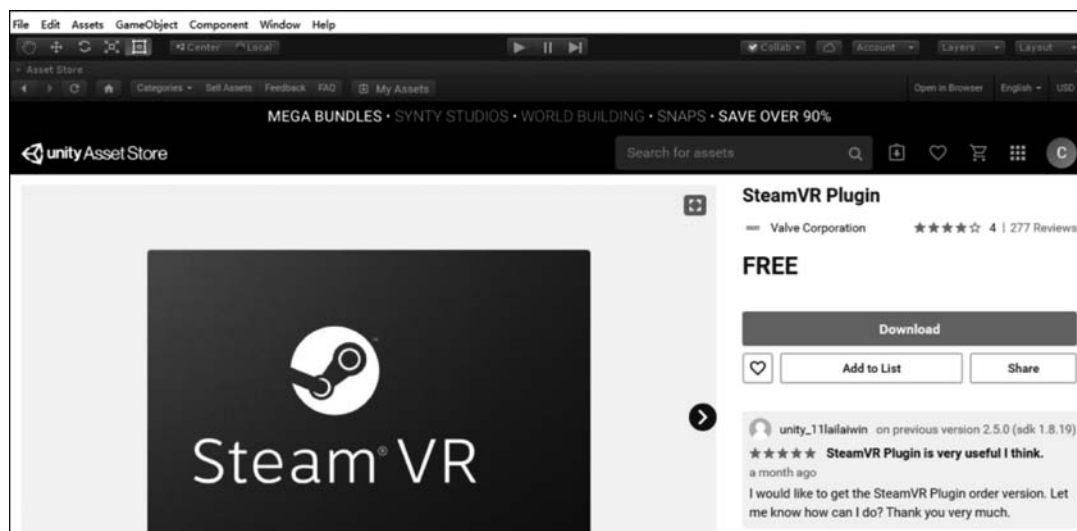 File Edit Assets GameObject Component Window Help
Center Local Collab Account Layers Layout
Asset Store
Categories Sell Assets Feedback FAQ My Assets Open in Browser English USD
MEGA BUNDLES • SYNTY STUDIOS • WORLD BUILDING • SNAPS • SAVE OVER 90%
unity Asset Store Search for assets C
SteamVR Plugin
Valve Corporation 4 | 277 Reviews
FREE
Download
Add to List Share
unity_11lailaiwin on previous version 2.5.0 (sdk 1.8.19)
SteamVR Plugin is very useful I think.
a month ago
I would like to get the SteamVR Plugin order version. Let
me know how can I do? Thank you very much.
Steam® VR